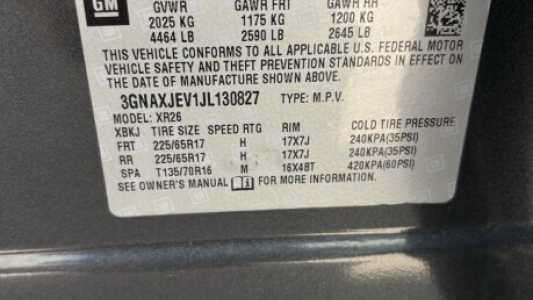 GM
GVWR GAWR FRT GAWR RR
2025 KG 1175 KG 1200 KG
4464 LB 2590 LB 2645 LB
THIS VEHICLE CONFORMS TO ALL APPLICABLE U.S. FEDERAL MOTOR
VEHICLE SAFETY AND THEFT PREVENTION STANDARDS IN EFFECT ON
THE DATE OF MANUFACTURE SHOWN ABOVE.
3GNAXJEV1JL130827 TYPE: M.P.V.
MODEL: XR26
XBKJ TIRE SIZE SPEED RTG RIM COLD TIRE PRESSURE
FRT 225/65R17 H 17X7J 240KPA(35PSI)
RR 225/65R17 H 17X7J 240KPA(35PSI)
SPA T135/70R16 M 16X4BT 420KPA(60PSI)
SEE OWNER'S MANUAL FOR MORE INFORMATION.